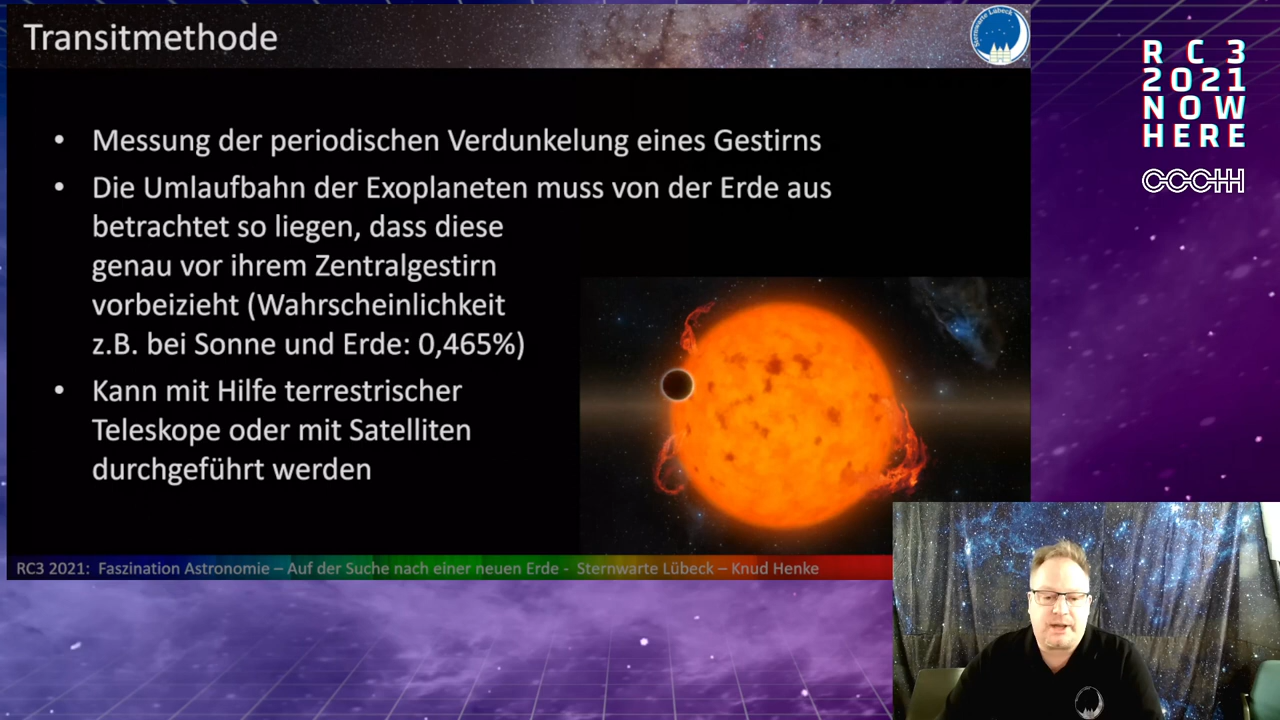 Transitmethode
Sternwarte Lübeck
R C 3
2021
NOW
HERE
CCCHH
• Messung der periodischen Verdunkelung eines Gestirns
• Die Umlaufbahn der Exoplaneten muss von der Erde aus
betrachtet so liegen, dass diese
genau vor ihrem Zentralgestirn
vorbeizieht (Wahrscheinlichkeit
z.B. bei Sonne und Erde: 0,465%)
• Kann mit Hilfe terrestrischer
Teleskope oder mit Satelliten
durchgeführt werden
RC3 2021: Faszination Astronomie – Auf der Suche nach einer neuen Erde - Sternwarte Lübeck – Knud Henke